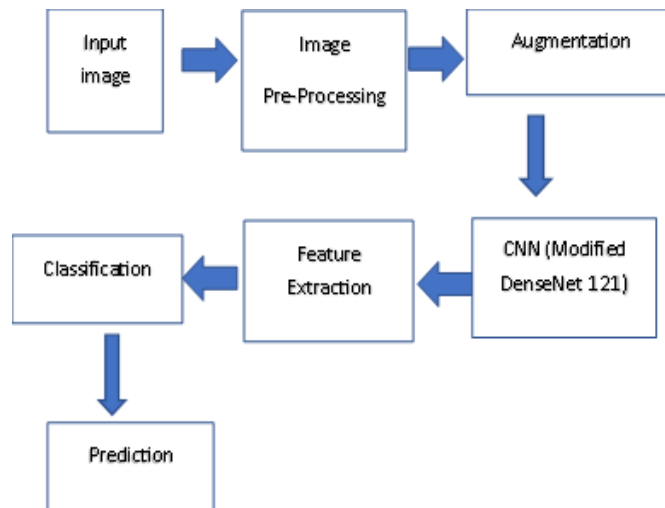 Input
image
Image
Pre-Processing
Augmentation
CNN (Modified
DenseNet 121)
Feature
Extraction
Classification
Prediction